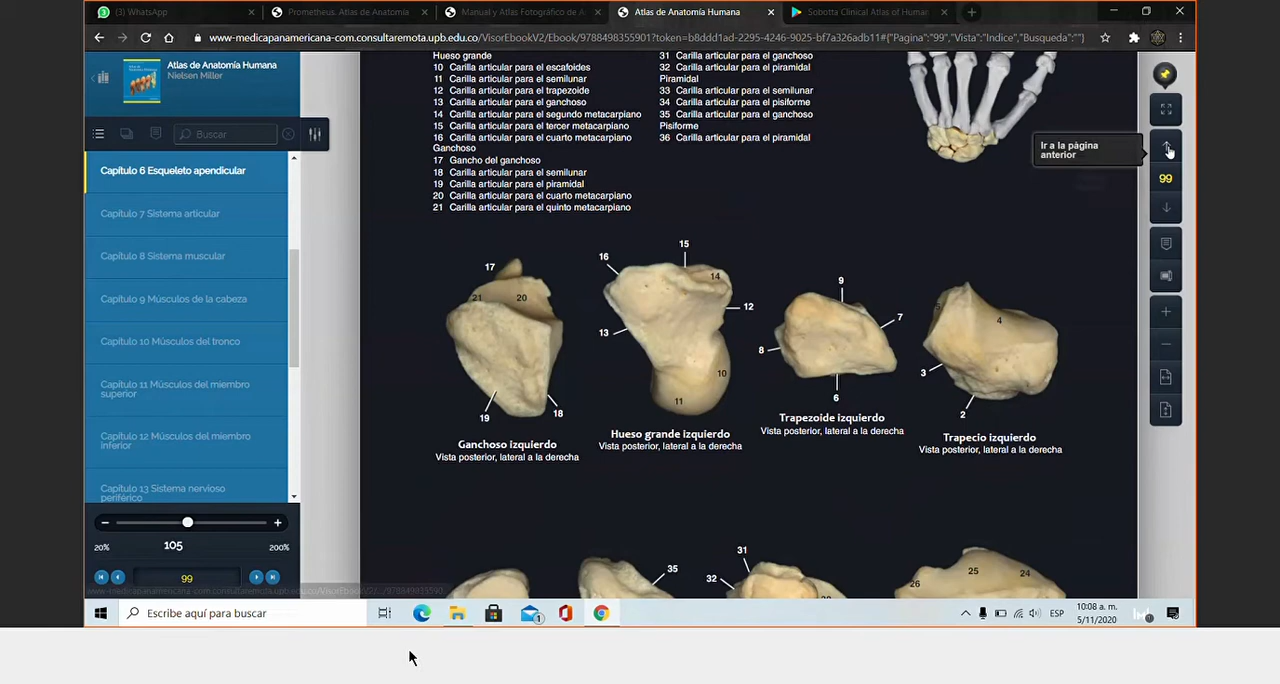 (3) WhatsApp
Prometheus. Atlas de Anatomía
Manual y Atlas Fotográfico de A
Atlas de Anatomía Humana
Sobotta Clinical Atlas of Human
www-medicapanamericana-com.consultaremota.upb.edu.co/VisorEbookV2/Ebook/9788498355901?token=b8ddd1ad-2295-4246-9025-bf7a326adb11#{"Pagina":"99","Vista":"Indice","Busqueda":""}
Atlas de Anatomía Humana
Nielsen Miller
Buscar
Capítulo 6 Esqueleto apendicular
Capítulo 7 Sistema articular
Capítulo 8 Sistema muscular
Capítulo 9 Músculos de la cabeza
Capítulo 10 Músculos del tronco
Capítulo 11 Músculos del miembro
superior
Capítulo 12 Músculos del miembro
inferior
Capítulo 13 Sistema nervioso
periférico
20%
105
200%
99
Hueso grande
10 Carilla articular para el escafoides
11 Carilla articular para el semilunar
12 Carilla articular para el trapezoide
13 Carilla articular para el ganchoso
14 Carilla articular para el segundo metacarpiano
15 Carilla articular para el tercer metacarpiano
16 Carilla articular para el cuarto metacarpiano
Ganchoso
17 Gancho del ganchoso
18 Carilla articular para el semilunar
19 Carilla articular para el piramidal
20 Carilla articular para el cuarto metacarpiano
21 Carilla articular para el quinto metacarpiano
31 Carilla articular para el ganchoso
32 Carilla articular para el piramidal
Piramidal
33 Carilla articular para el semilunar
34 Carilla articular para el pisiforme
35 Carilla articular para el ganchoso
Pisiforme
36 Carilla articular para el piramidal
Ir a la página
anterior
99
17
21
20
19
18
Ganchoso izquierdo
Vista posterior, lateral a la derecha
16
15
14
12
13
10
11
Hueso grande izquierdo
Vista posterior, lateral a la derecha
9
7
8
6
Trapezoide izquierdo
Vista posterior, lateral a la derecha
4
3
2
Trapecio izquierdo
Vista posterior, lateral a la derecha
35
31
32
26
25
24
Escribe aquí para buscar
1
ESP
10:08 a. m.
5/11/2020